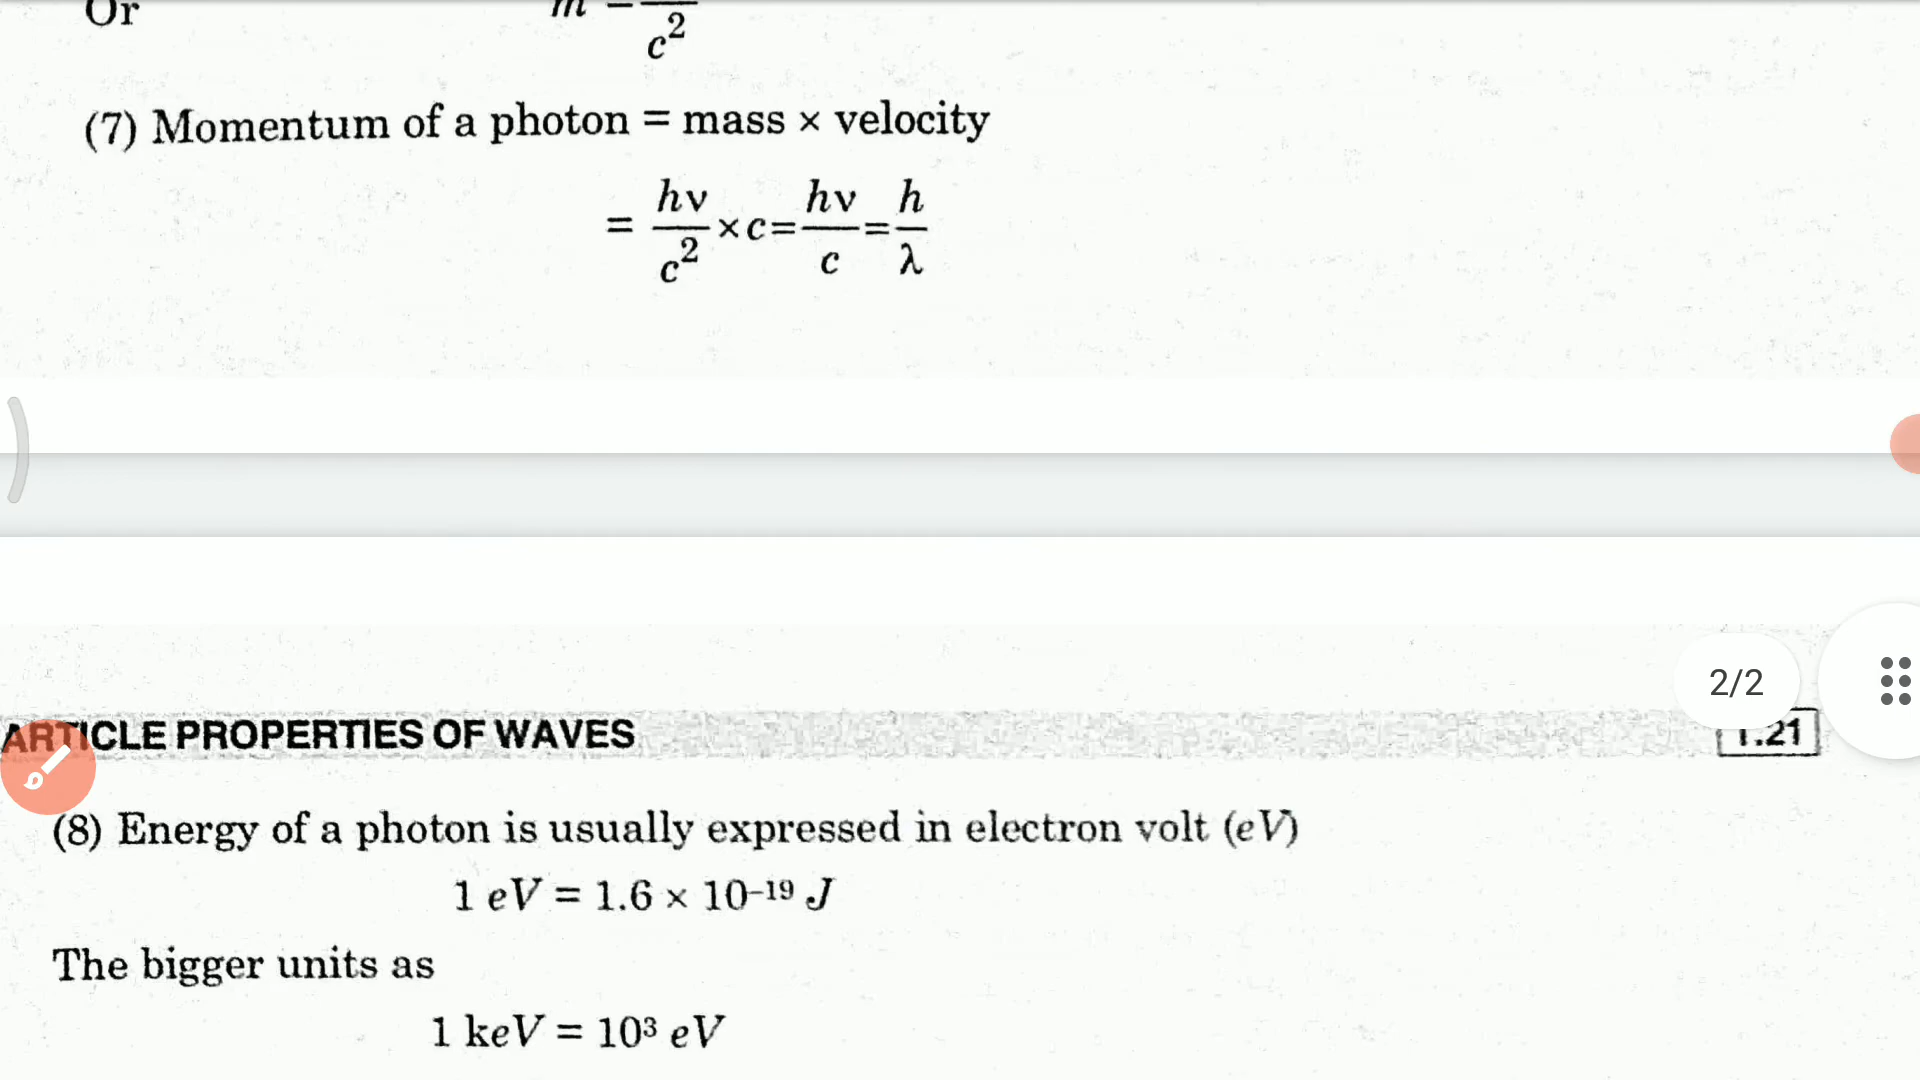 Or m = c²
(7) Momentum of a photon = mass × velocity
= hν/c² × c = hν/c = h/λ
2/2
ARTICLE PROPERTIES OF WAVES 1.21
(8) Energy of a photon is usually expressed in electron volt (eV)
1 eV = 1.6 × 10⁻¹⁹ J
The bigger units as
1 keV = 10³ eV